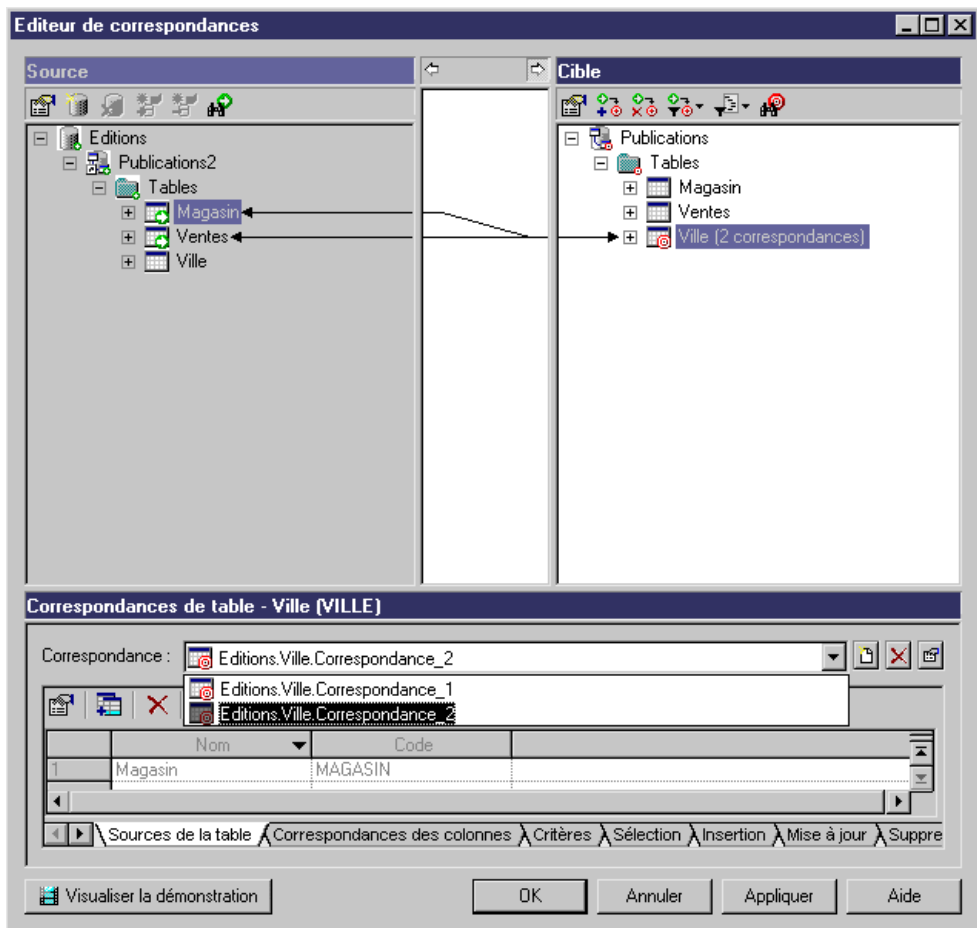 Editeur de correspondances
Source
Cible
Editions
Publications2
Tables
Magasin
Ventes
Ville
Publications
Tables
Magasin
Ventes
Ville (2 correspondances)
Correspondances de table - Ville (VILLE)
Correspondance : Editions.Ville.Correspondance_2
Editions.Ville.Correspondance_1
Editions.Ville.Correspondance_2
Nom Code
1 Magasin MAGASIN
Sources de la table Correspondances des colonnes Critères Sélection Insertion Mise à jour Suppre
Visualiser la démonstration OK Annuler Appliquer Aide